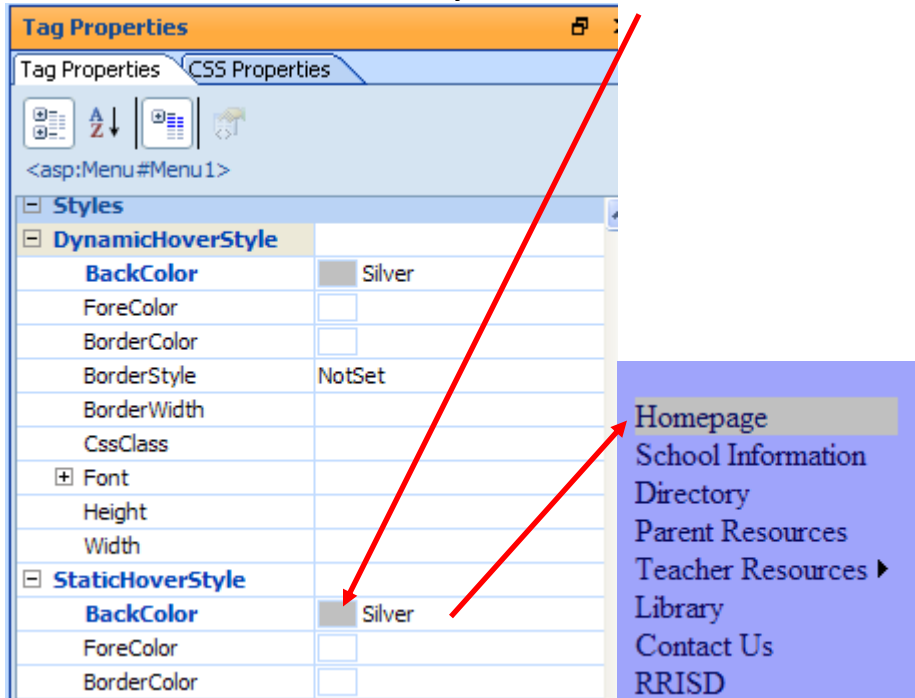 Tag Properties
Tag Properties CSS Properties
A
Z
<asp:Menu#Menu1>
Styles
DynamicHoverStyle
BackColor Silver
ForeColor
BorderColor
BorderStyle NotSet
BorderWidth
CssClass
Font
Height
Width
StaticHoverStyle
BackColor Silver
ForeColor
BorderColor
Homepage
School Information
Directory
Parent Resources
Teacher Resources
Library
Contact Us
RRISD